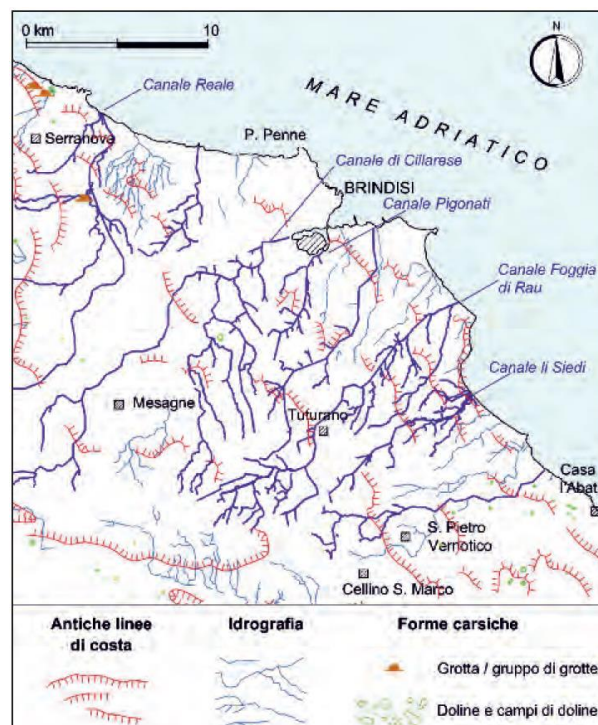 0 km 10
N
Canale Reale
MARE ADRIATICO
Serranova
P. Penne
Canale di Cillarese
BRINDISI
Canale Pigonati
Canale Foggia
di Rau
Canale li Siedi
Mesagne
Tuturano
Casa
l'Abat
S. Pietro
Vernotico
Cellino S. Marco
Antiche linee
di costa
Idrografia
Forme carsiche
Grotta / gruppo di grotte
Doline e campi di doline